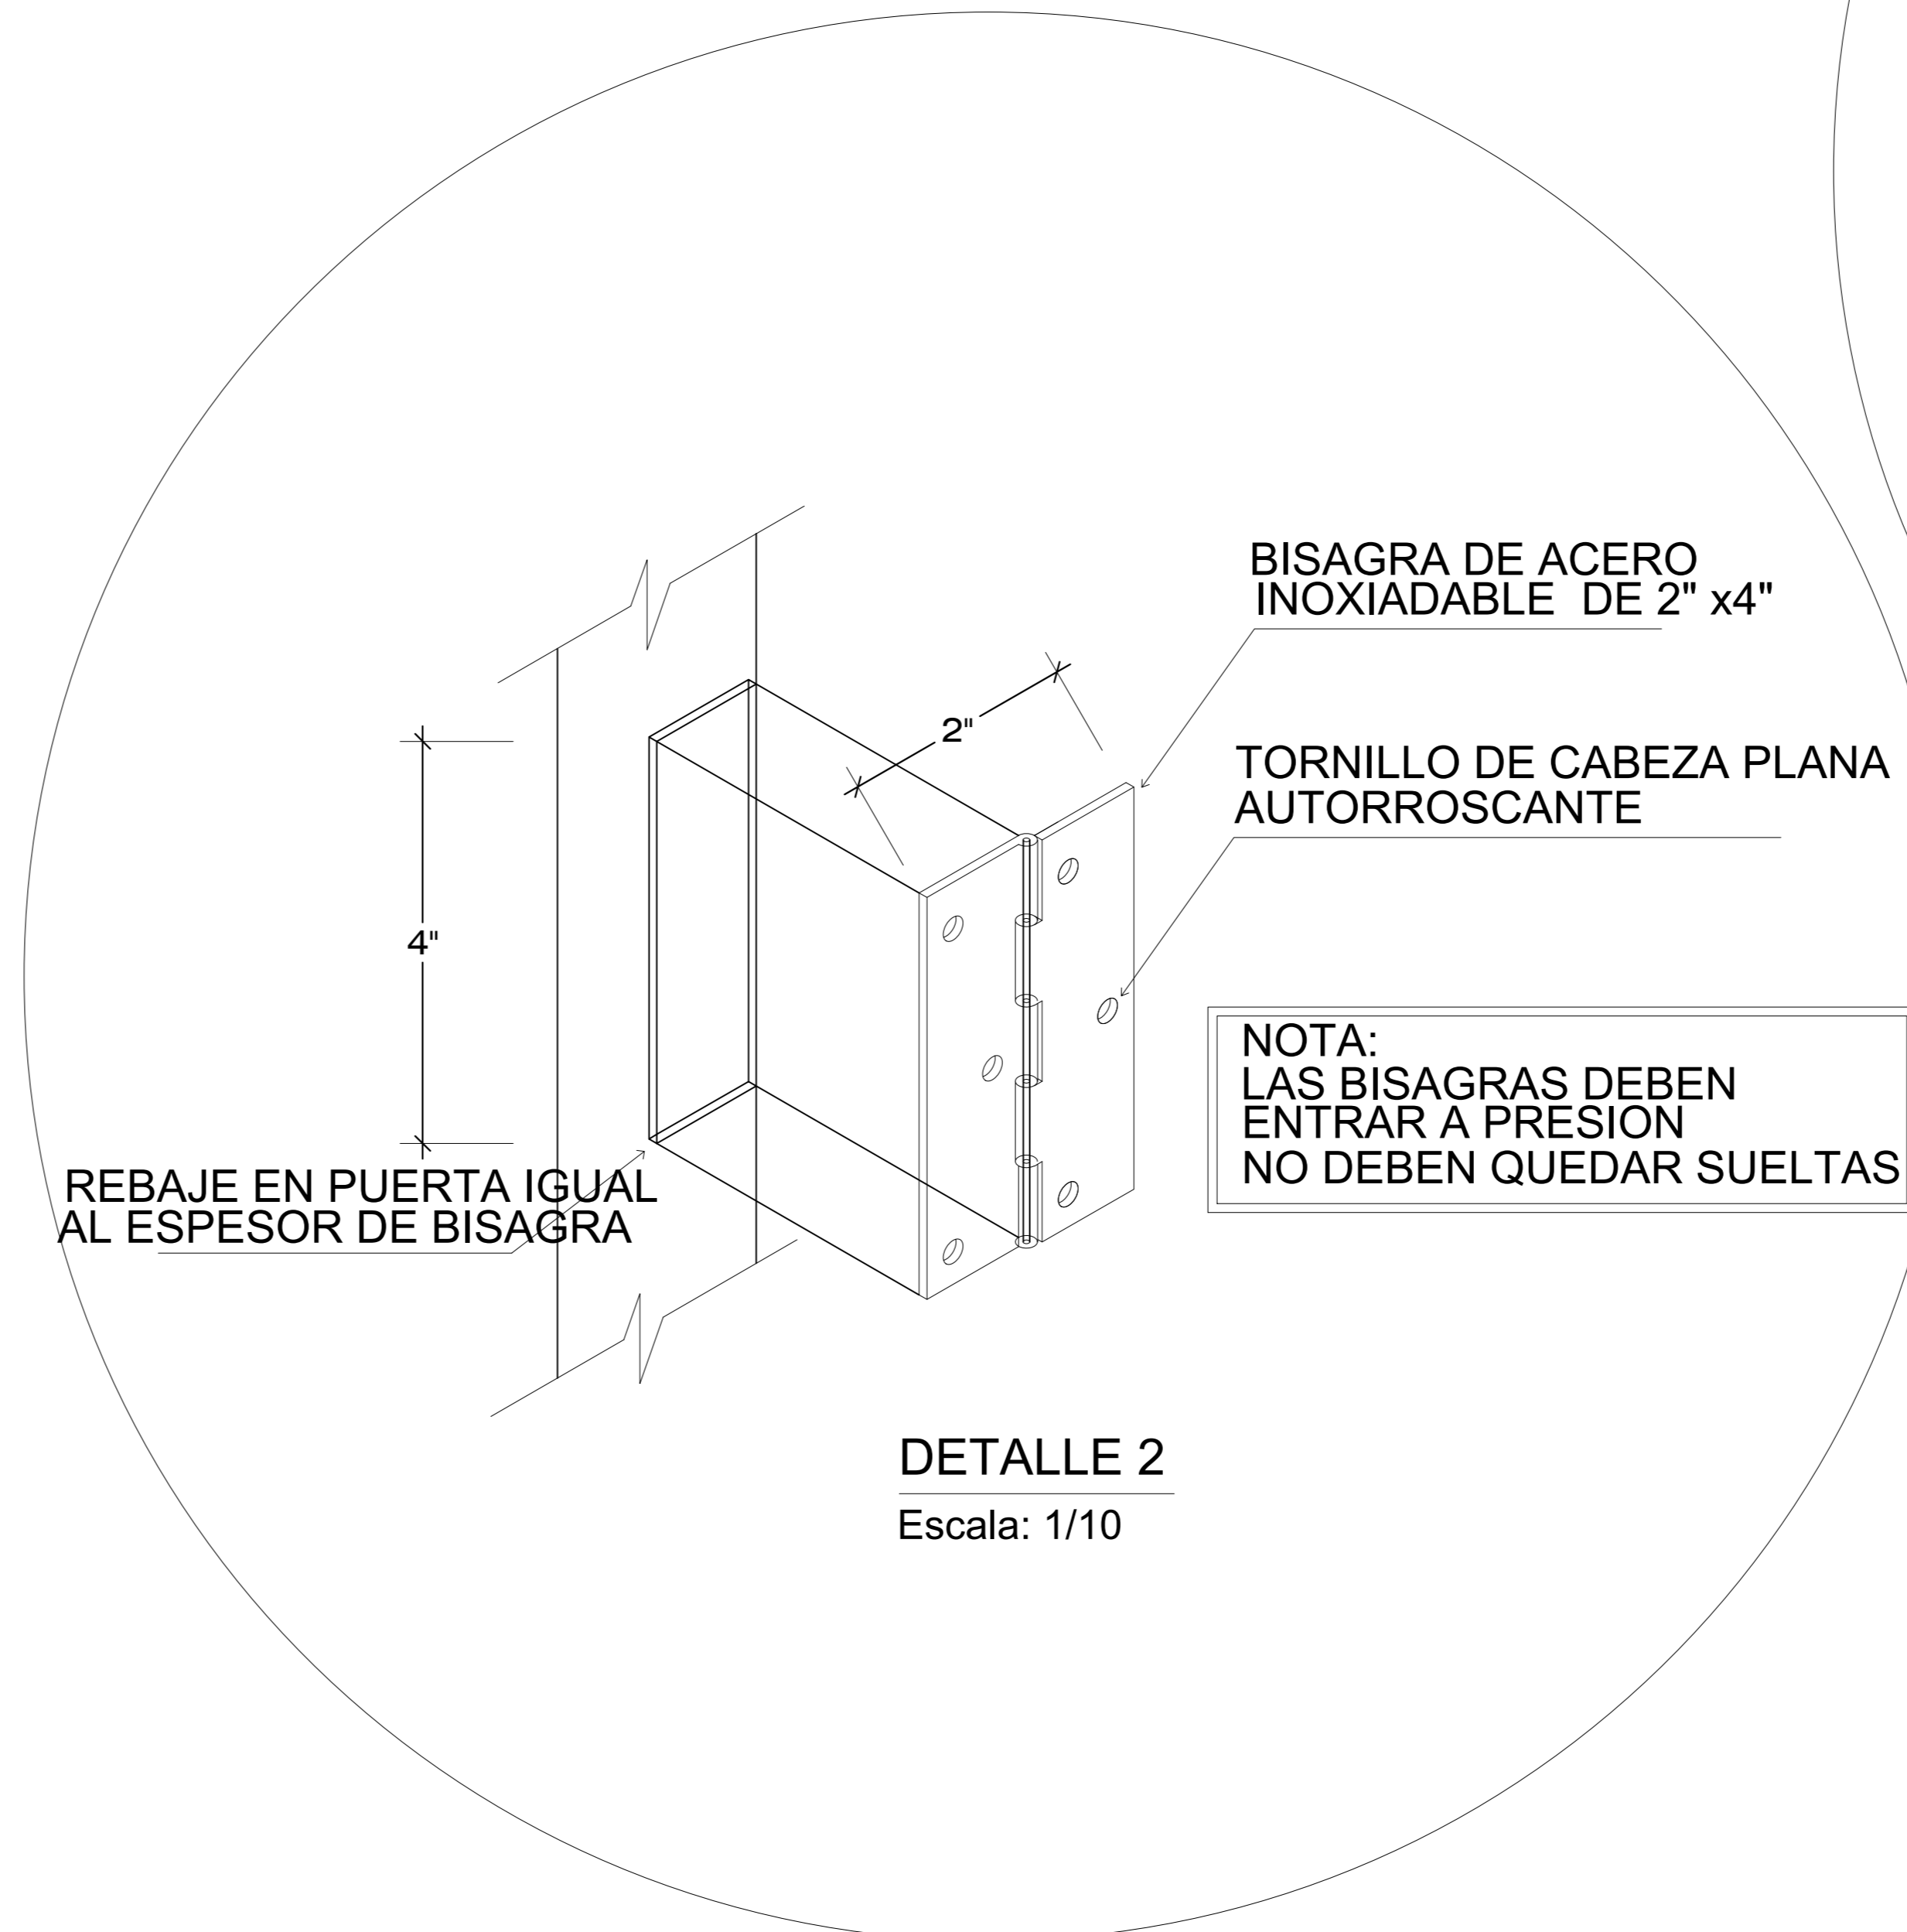 BISAGRA DE ACERO
INOXIADABLE DE 2" x4"
2"
TORNILLO DE CABEZA PLANA
AUTORROSCANTE
4"
NOTA:
LAS BISAGRAS DEBEN
ENTRAR A PRESION
NO DEBEN QUEDAR SUELTAS
REBAJE EN PUERTA IGUAL
AL ESPESOR DE BISAGRA
DETALLE 2
Escala: 1/10